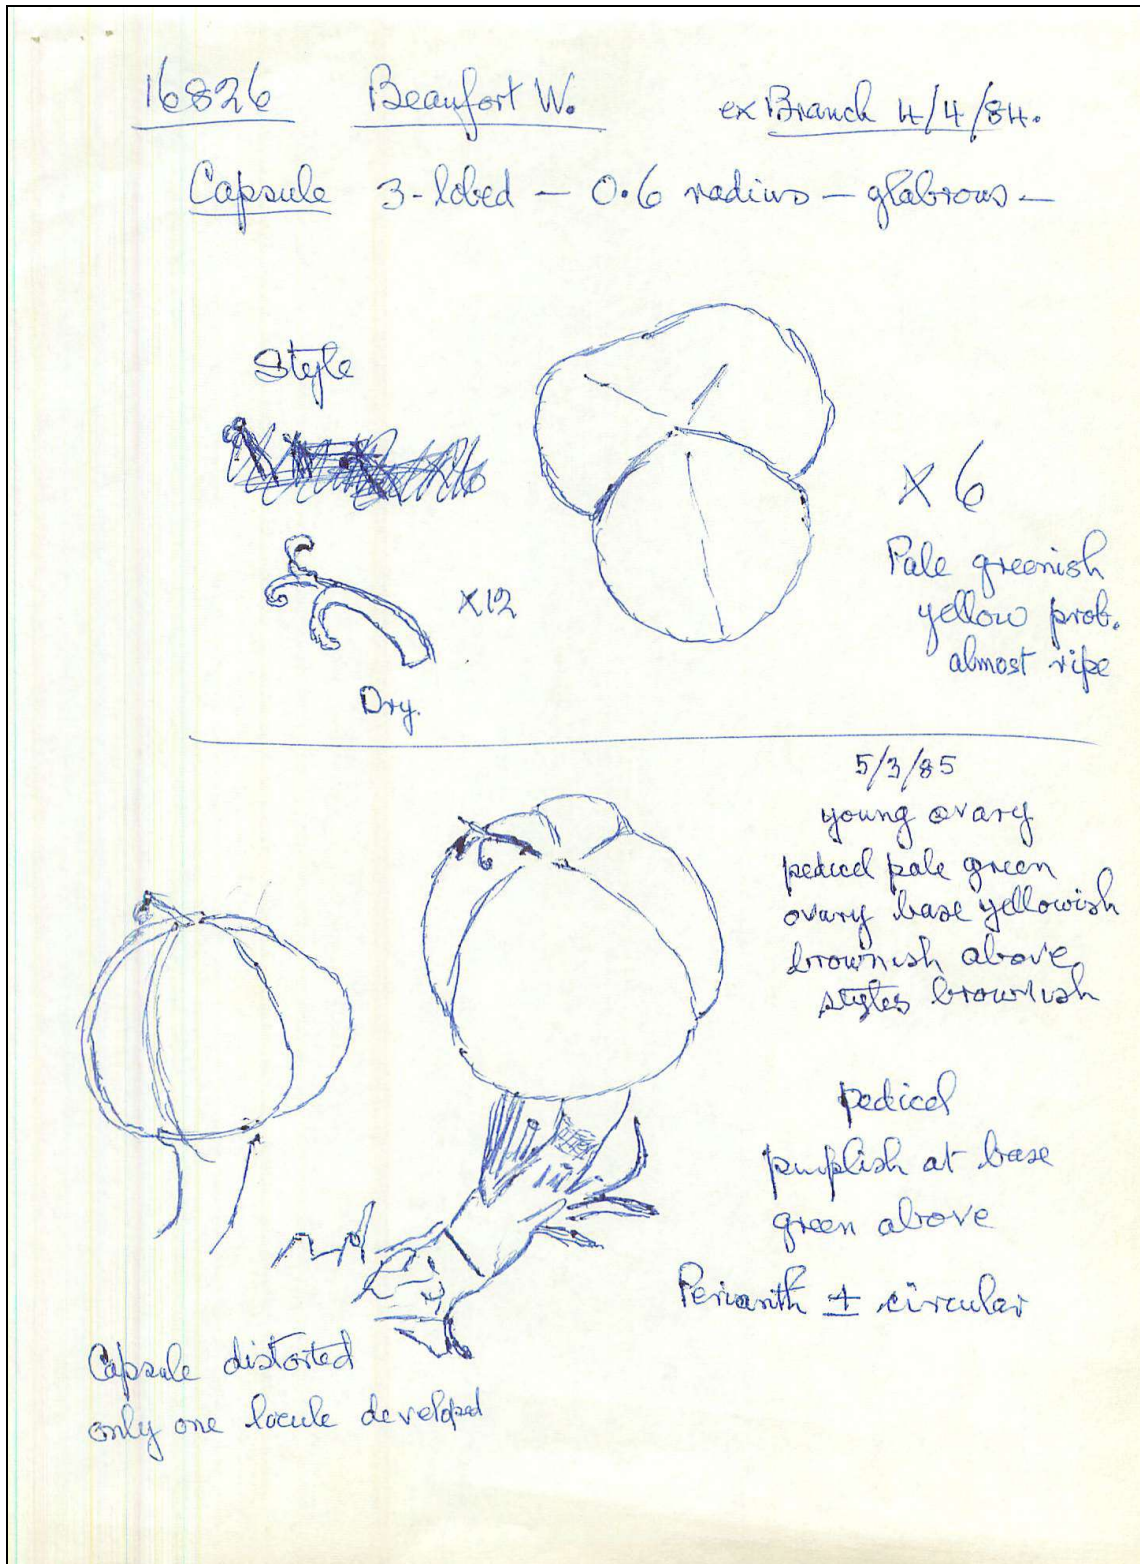 16826 Beaufort W. ex Branch 4/4/84.
Capsule 3-lobed — 0.6 radius — glabrous —
Style
X 6
Pale greenish
yellow prob.
almost ripe
X12
Dry.
5/3/85
young ovary
pedicel pale green
ovary base yellowish
brownish above
styles brownish
pedicel
purplish at base
green above
Perianth ± circular
Capsule distorted
only one locule developed